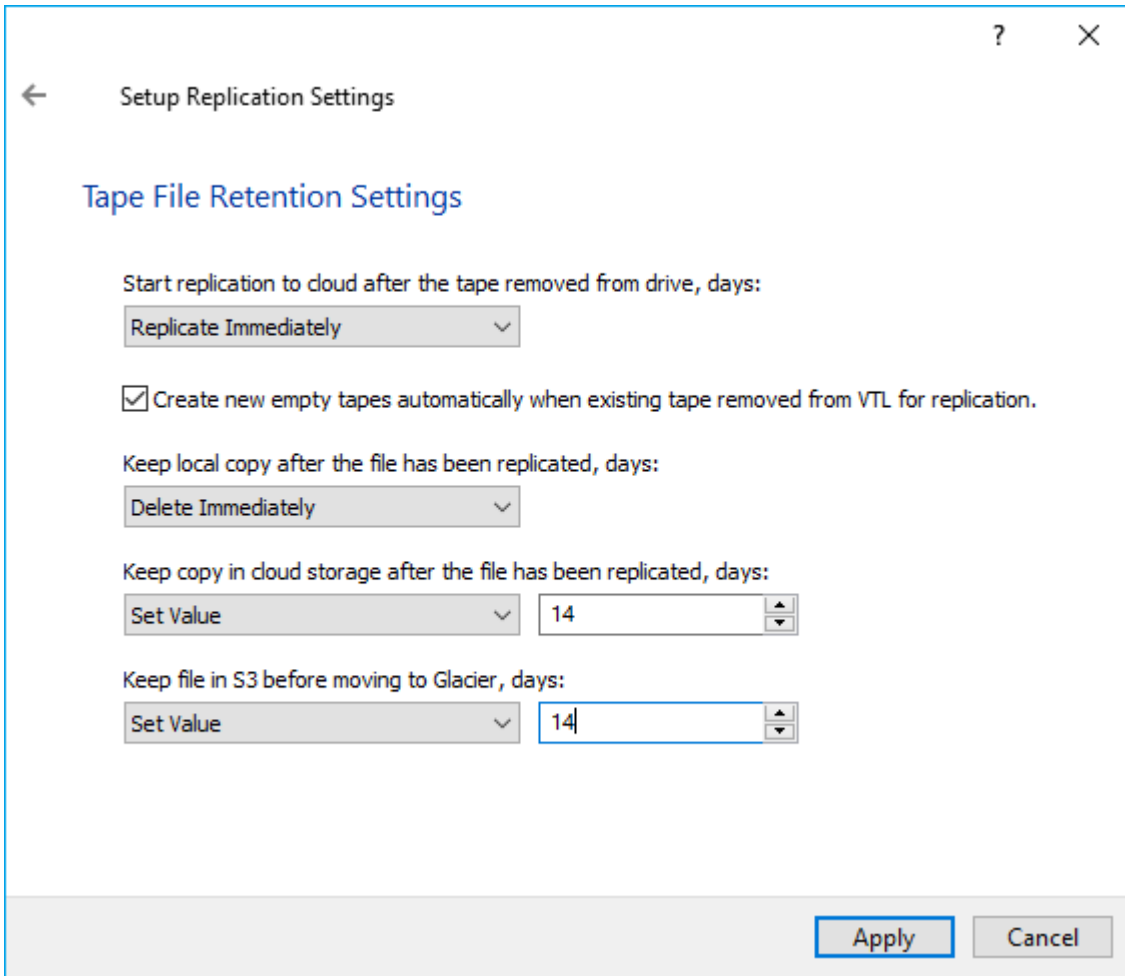 ?
Setup Replication Settings
Tape File Retention Settings
Start replication to cloud after the tape removed from drive, days:
Replicate Immediately
Create new empty tapes automatically when existing tape removed from VTL for replication.
Keep local copy after the file has been replicated, days:
Delete Immediately
Keep copy in cloud storage after the file has been replicated, days:
Set Value 14
Keep file in S3 before moving to Glacier, days:
Set Value 14
Apply Cancel